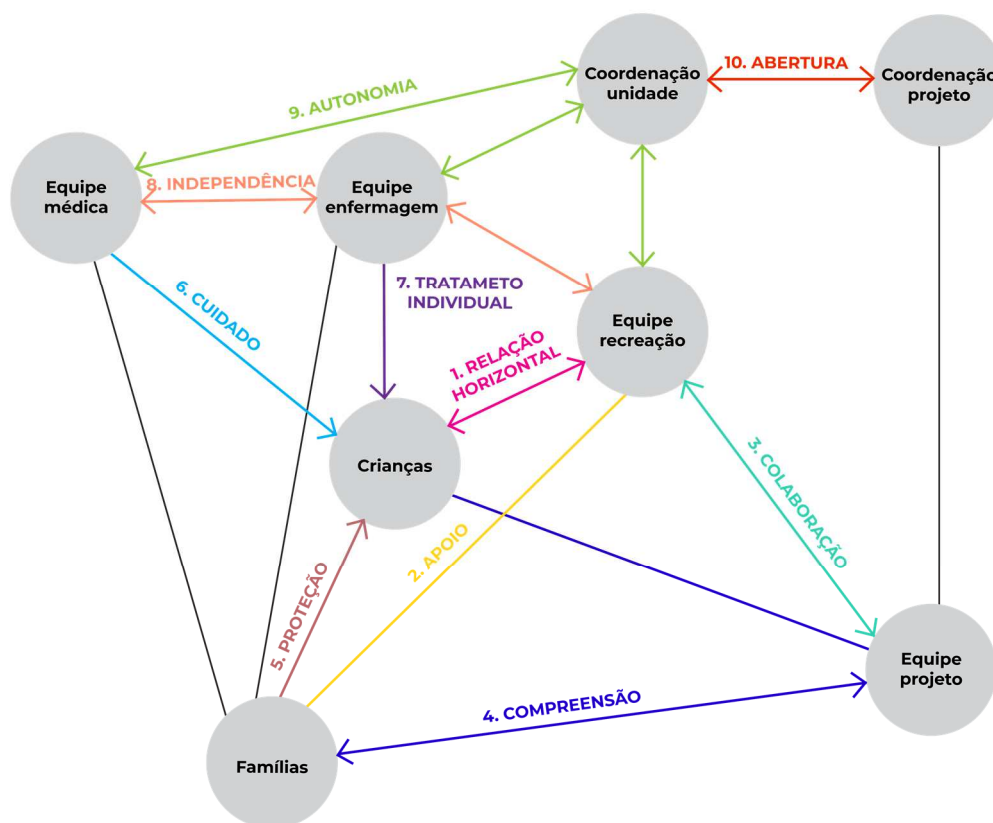 10. ABERTURA
Coordenação
unidade
Coordenação
projeto
9. AUTONOMIA
Equipe
médica
8. INDEPENDÊNCIA
Equipe
enfermagem
7. TRATAMETO
INDIVIDUAL
6. CUIDADO
Equipe
recreação
1. RELAÇÃO
HORIZONTAL
Crianças
3. COLABORAÇÃO
2. APOIO
5. PROTEÇÃO
Equipe
projeto
4. COMPREENSÃO
Famílias